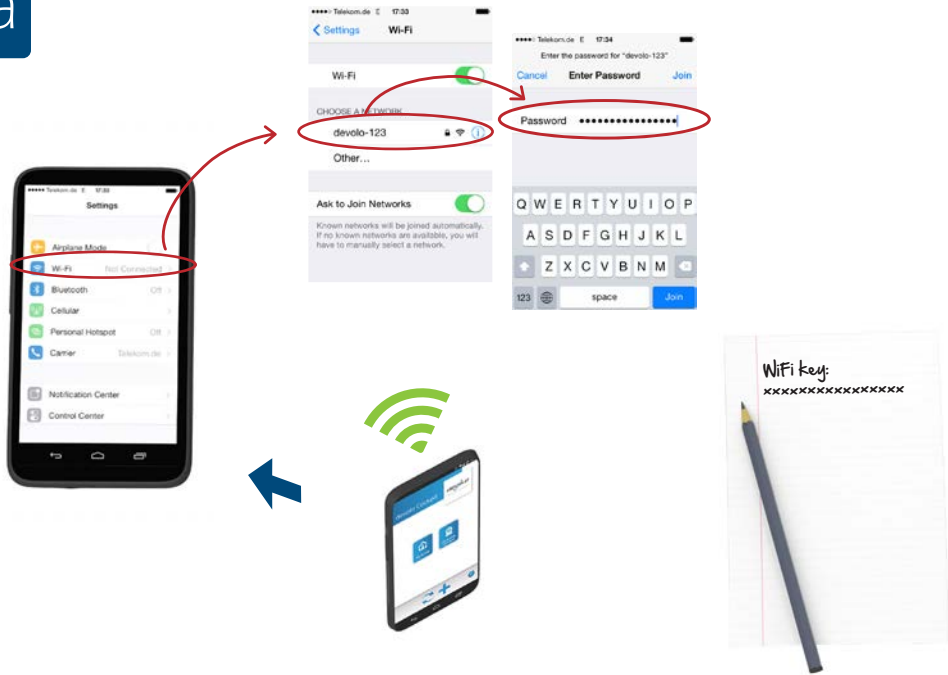 a
Telekom.de E 17:33
Settings
Airplane Mode
Wi-Fi Not Connected
Bluetooth Off
Cellular
Personal Hotspot Off
Carrier Telekom.de
Notification Center
Control Center
Telekom.de E 17:33
Settings Wi-Fi
Wi-Fi
CHOOSE A NETWORK
devolo-123
Other...
Ask to Join Networks
Known networks will be joined automatically.
If no known networks are available, you will
have to manually select a network.
Telekom.de E 17:34
Enter the password for "devolo-123"
Cancel Enter Password Join
Password ●●●●●●●●●●●●●●●●
Q W E R T Y U I O P
A S D F G H J K L
Z X C V B N M
123 space Join
devolo Cockpit
WiFi key:
xxxxxxxxxxxxxxxx